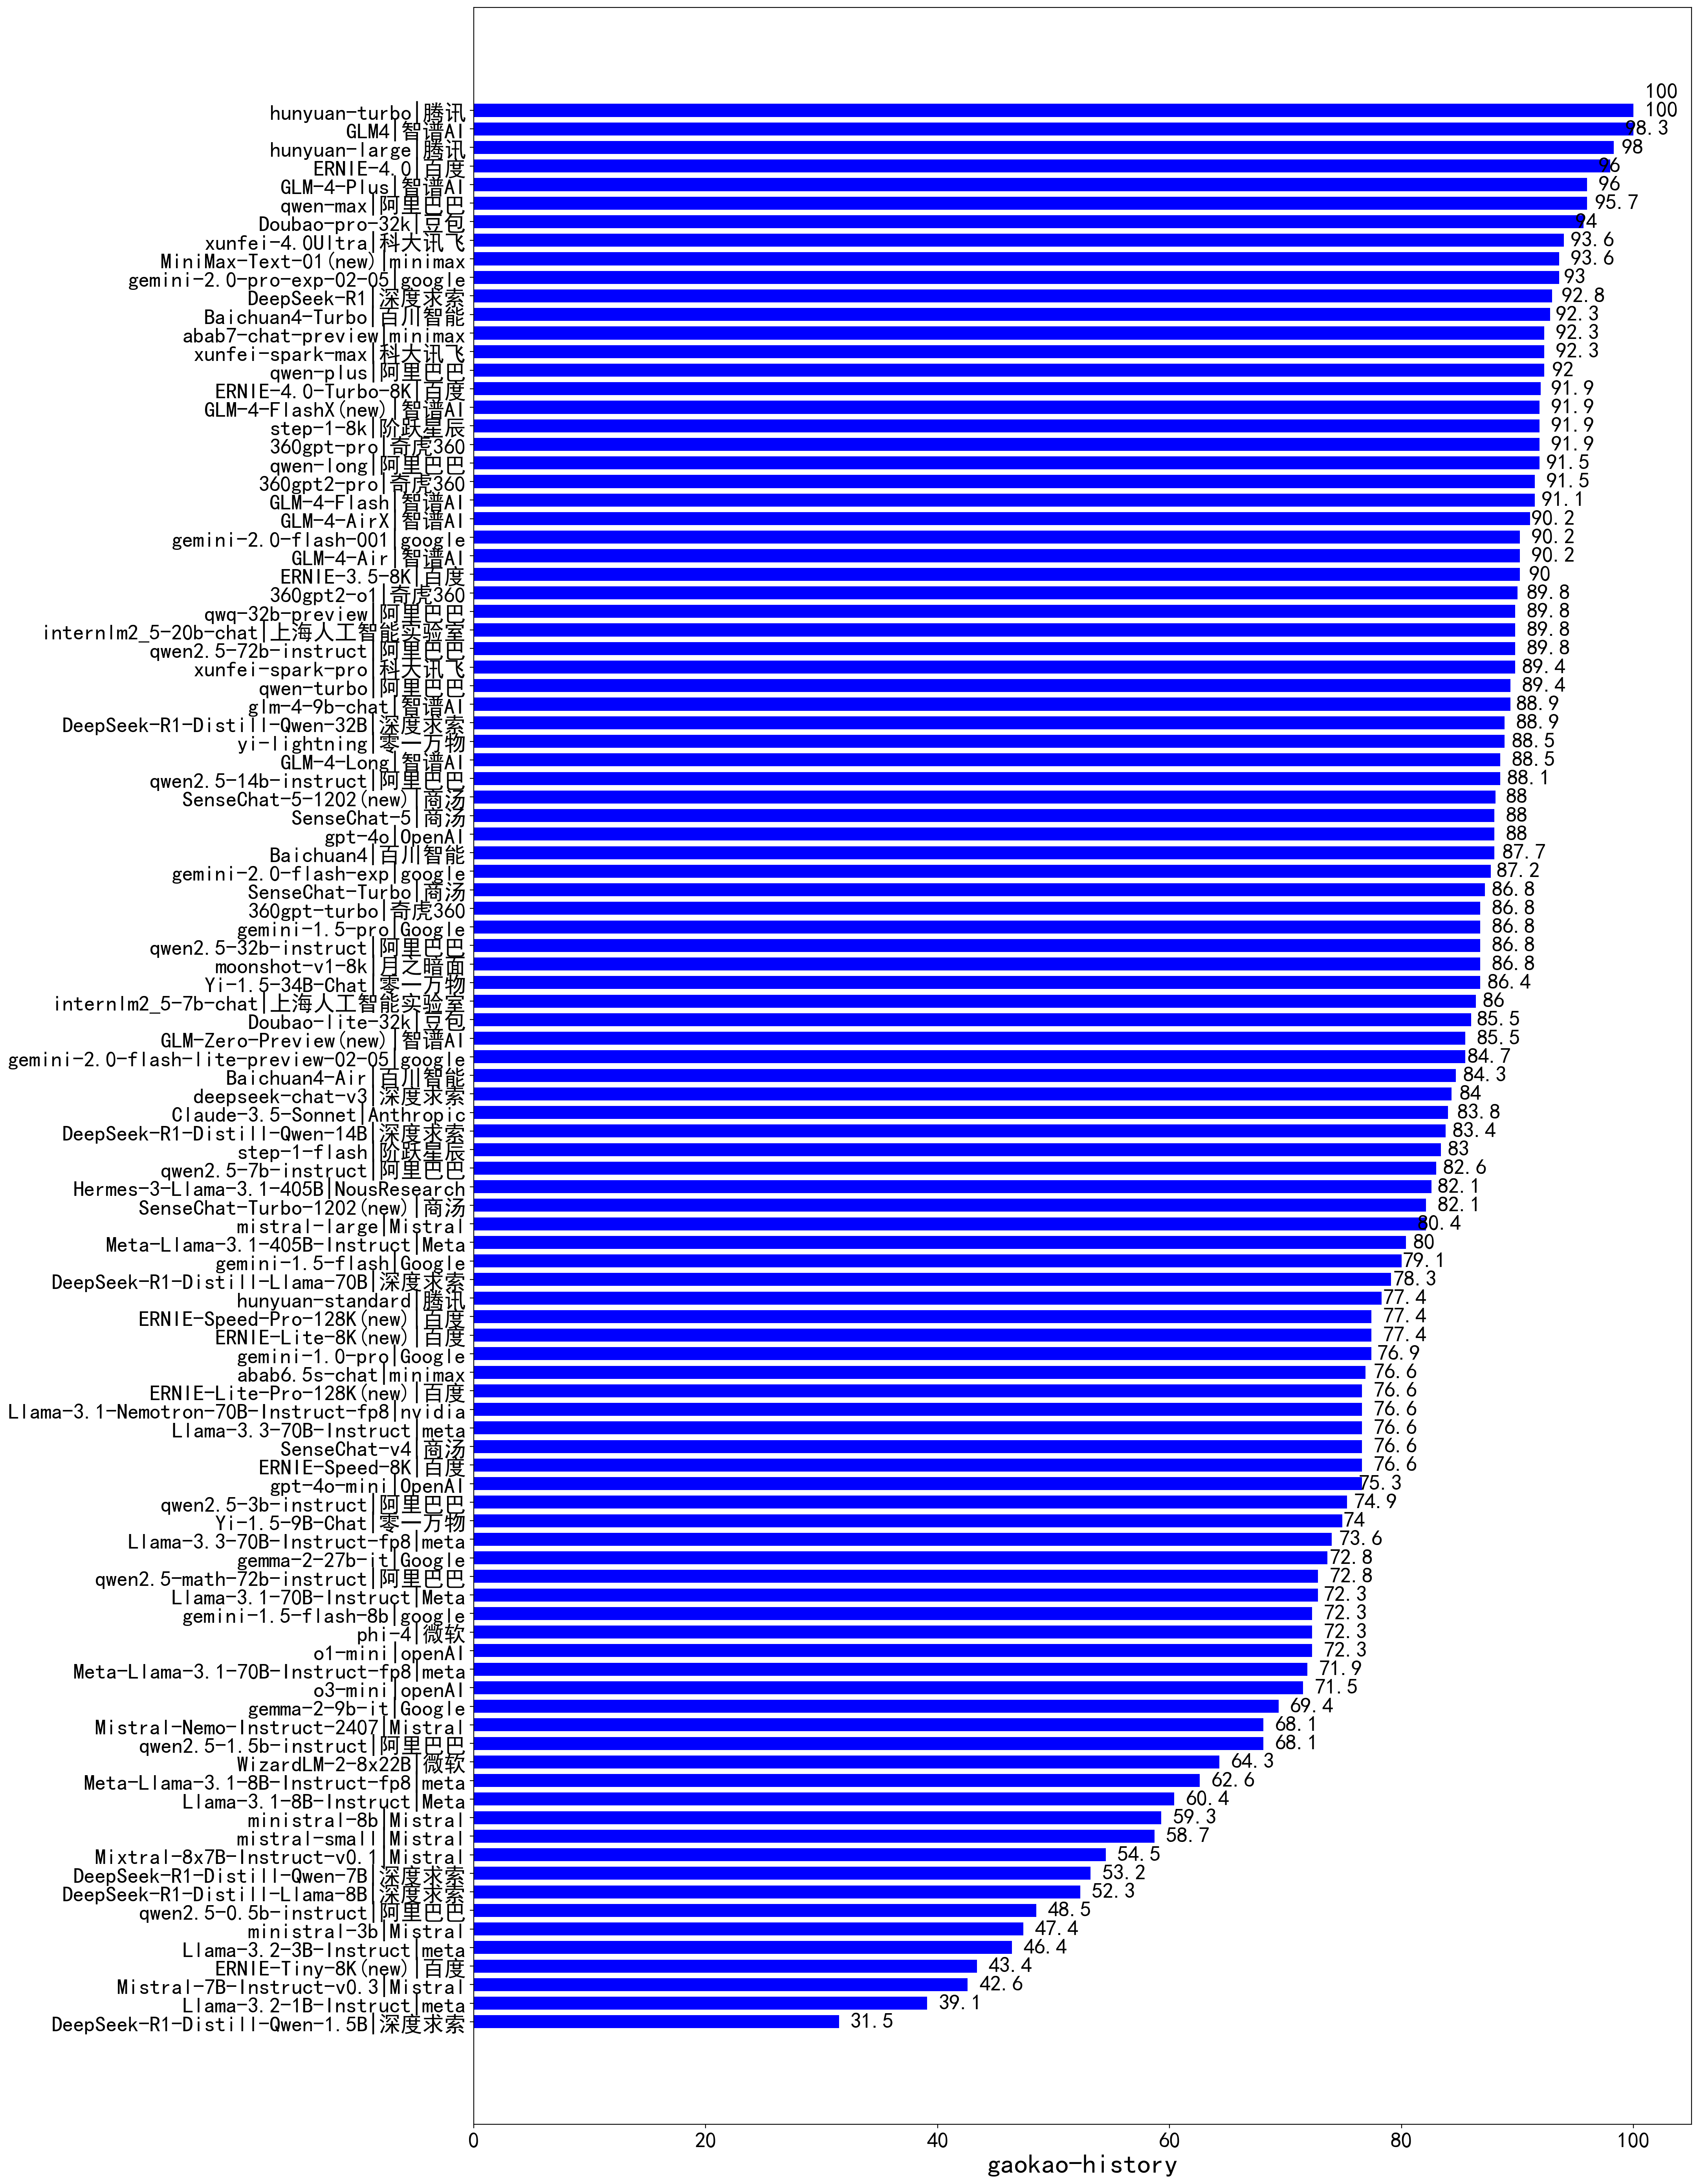 100
hunyuan-turbo|腾讯 100
GLM4|智谱AI 98.3
hunyuan-large|腾讯 98
ERNIE-4.0|百度 96
GLM-4-Plus|智谱AI 96
qwen-max|阿里巴巴 95.7
Doubao-pro-32k|豆包 94
xunfei-4.0Ultra|科大讯飞 93.6
MiniMax-Text-01(new)|minimax 93.6
gemini-2.0-pro-exp-02-05|google 93
DeepSeek-R1|深度求索 92.8
Baichuan4-Turbo|百川智能 92.3
abab7-chat-preview|minimax 92.3
xunfei-spark-max|科大讯飞 92.3
qwen-plus|阿里巴巴 92
ERNIE-4.0-Turbo-8K|百度 91.9
GLM-4-FlashX(new)|智谱AI 91.9
step-1-8k|阶跃星辰 91.9
360gpt-pro|奇虎360 91.9
qwen-long|阿里巴巴 91.5
360gpt2-pro|奇虎360 91.5
GLM-4-Flash|智谱AI 91.1
GLM-4-AirX|智谱AI 90.2
gemini-2.0-flash-001|google 90.2
GLM-4-Air|智谱AI 90.2
ERNIE-3.5-8K|百度 90
360gpt2-o1|奇虎360 89.8
qwq-32b-preview|阿里巴巴 89.8
internlm2_5-20b-chat|上海人工智能实验室 89.8
qwen2.5-72b-instruct|阿里巴巴 89.8
xunfei-spark-pro|科大讯飞 89.4
qwen-turbo|阿里巴巴 89.4
glm-4-9b-chat|智谱AI 88.9
DeepSeek-R1-Distill-Qwen-32B|深度求索 88.9
yi-lightning|零一万物 88.5
GLM-4-Long|智谱AI 88.5
qwen2.5-14b-instruct|阿里巴巴 88.1
SenseChat-5-1202(new)|商汤 88
SenseChat-5|商汤 88
gpt-4o|OpenAI 88
Baichuan4|百川智能 87.7
gemini-2.0-flash-exp|google 87.2
SenseChat-Turbo|商汤 86.8
360gpt-turbo|奇虎360 86.8
gemini-1.5-pro|Google 86.8
qwen2.5-32b-instruct|阿里巴巴 86.8
moonshot-v1-8k|月之暗面 86.8
Yi-1.5-34B-Chat|零一万物 86.4
internlm2_5-7b-chat|上海人工智能实验室 86
Doubao-lite-32k|豆包 85.5
GLM-Zero-Preview(new)|智谱AI 85.5
gemini-2.0-flash-lite-preview-02-05|google 84.7
Baichuan4-Air|百川智能 84.3
deepseek-chat-v3|深度求索 84
Claude-3.5-Sonnet|Anthropic 83.8
DeepSeek-R1-Distill-Qwen-14B|深度求索 83.4
step-1-flash|阶跃星辰 83
qwen2.5-7b-instruct|阿里巴巴 82.6
Hermes-3-Llama-3.1-405B|NousResearch 82.1
SenseChat-Turbo-1202(new)|商汤 82.1
mistral-large|Mistral 80.4
Meta-Llama-3.1-405B-Instruct|Meta 80
gemini-1.5-flash|Google 79.1
DeepSeek-R1-Distill-Llama-70B|深度求索 78.3
hunyuan-standard|腾讯 77.4
ERNIE-Speed-Pro-128K(new)|百度 77.4
ERNIE-Lite-8K(new)|百度 77.4
gemini-1.0-pro|Google 76.9
abab6.5s-chat|minimax 76.6
ERNIE-Lite-Pro-128K(new)|百度 76.6
Llama-3.1-Nemotron-70B-Instruct-fp8|nvidia 76.6
Llama-3.3-70B-Instruct|meta 76.6
SenseChat-v4|商汤 76.6
ERNIE-Speed-8K|百度 76.6
gpt-4o-mini|OpenAI 75.3
qwen2.5-3b-instruct|阿里巴巴 74.9
Yi-1.5-9B-Chat|零一万物 74
Llama-3.3-70B-Instruct-fp8|meta 73.6
gemma-2-27b-it|Google 72.8
qwen2.5-math-72b-instruct|阿里巴巴 72.8
Llama-3.1-70B-Instruct|Meta 72.3
gemini-1.5-flash-8b|google 72.3
phi-4|微软 72.3
o1-mini|openAI 72.3
Meta-Llama-3.1-70B-Instruct-fp8|meta 71.9
o3-mini|openAI 71.5
gemma-2-9b-it|Google 69.4
Mistral-Nemo-Instruct-2407|Mistral 68.1
qwen2.5-1.5b-instruct|阿里巴巴 68.1
WizardLM-2-8x22B|微软 64.3
Meta-Llama-3.1-8B-Instruct-fp8|meta 62.6
Llama-3.1-8B-Instruct|Meta 60.4
ministral-8b|Mistral 59.3
mistral-small|Mistral 58.7
Mixtral-8x7B-Instruct-v0.1|Mistral 54.5
DeepSeek-R1-Distill-Qwen-7B|深度求索 53.2
DeepSeek-R1-Distill-Llama-8B|深度求索 52.3
qwen2.5-0.5b-instruct|阿里巴巴 48.5
ministral-3b|Mistral 47.4
Llama-3.2-3B-Instruct|meta 46.4
ERNIE-Tiny-8K(new)|百度 43.4
Mistral-7B-Instruct-v0.3|Mistral 42.6
Llama-3.2-1B-Instruct|meta 39.1
DeepSeek-R1-Distill-Qwen-1.5B|深度求索 31.5
0 20 40 60 80 100
gaokao-history